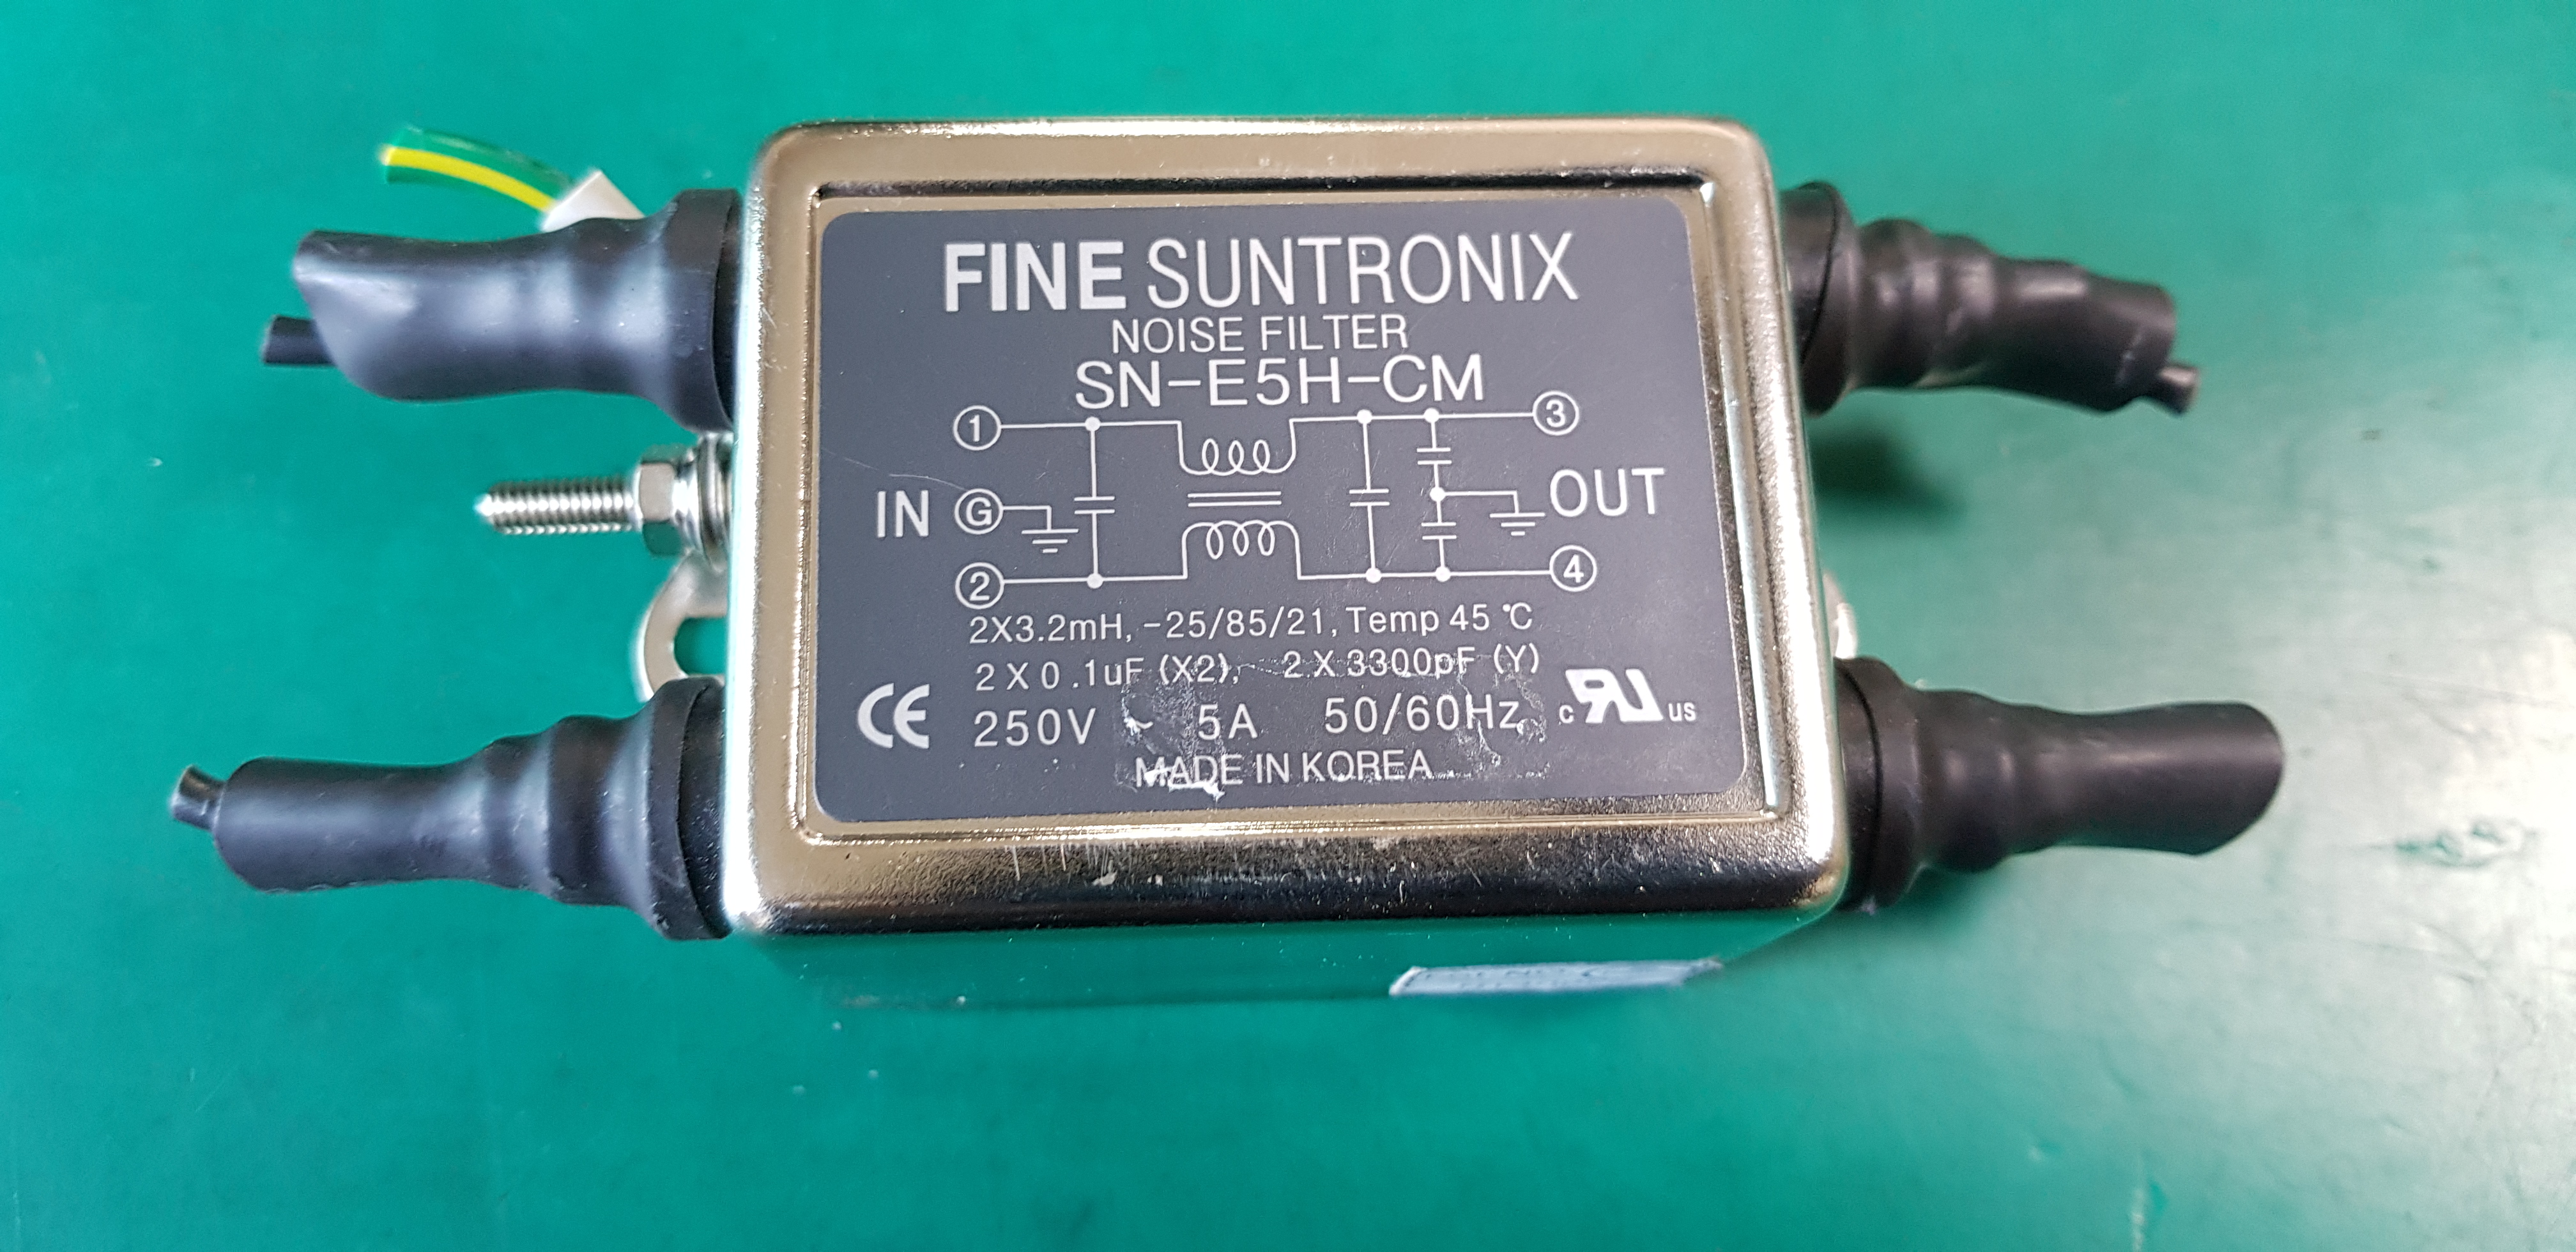 FINE SUNTRONIX
NOISE FILTER
SN-E5H-CM
① ③
IN Ⓖ OUT
② ④
2X3.2mH, -25/85/21, Temp 45 ℃
2 X 0.1uF (X2), 2 X 3300pF (Y)
CE 250V ~ 5A 50/60Hz c RU us
MADE IN KOREA